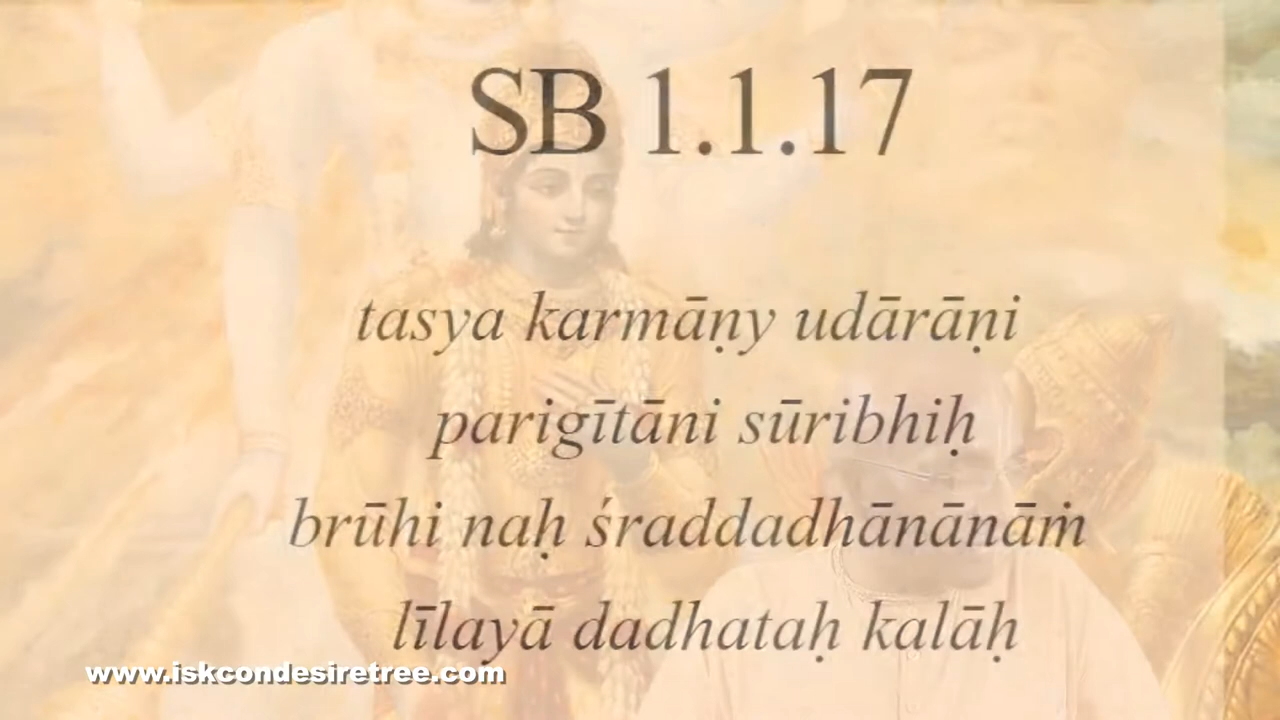 SB 1.1.17
tasya karmāṇy udārāṇi
parigītāni sūribhiḥ
brūhi naḥ śraddadhānānāṁ
līlayā dadhataḥ kalāḥ
www.iskcondesiretree.com